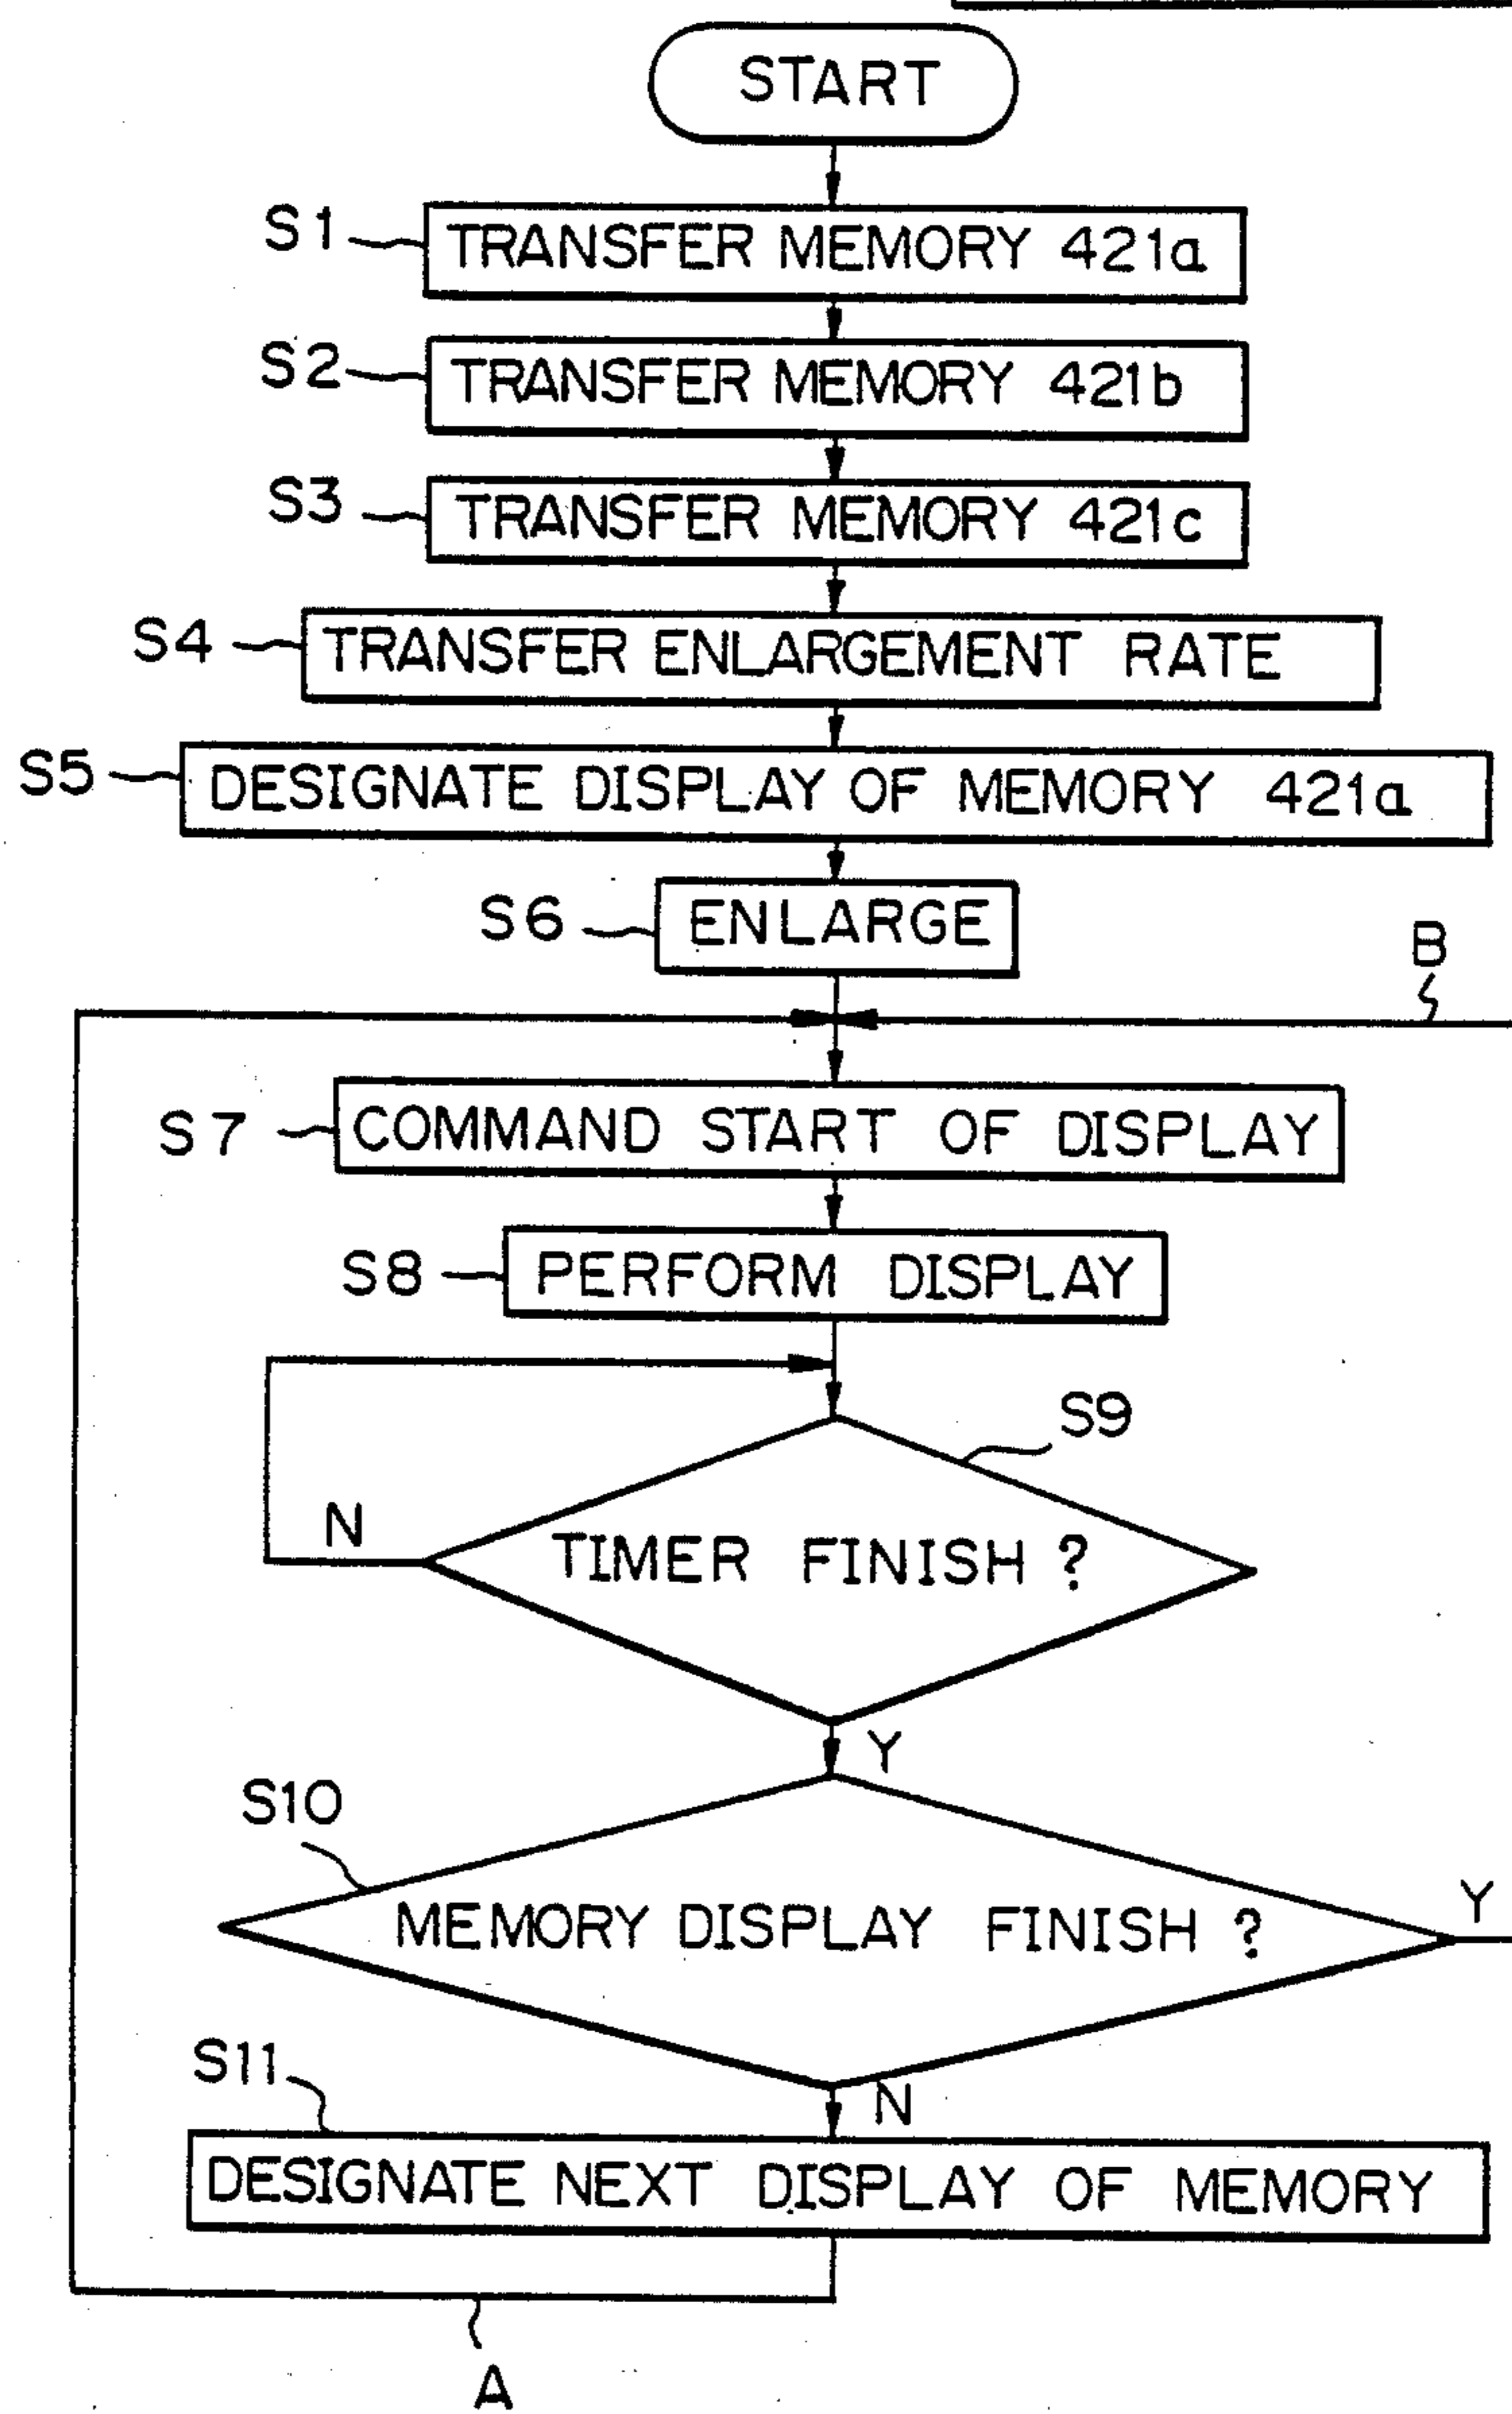 START
S1 TRANSFER MEMORY 421a
S2 TRANSFER MEMORY 421b
S3 TRANSFER MEMORY 421c
S4 TRANSFER ENLARGEMENT RATE
S5 DESIGNATE DISPLAY OF MEMORY 421a
S6 ENLARGE
B
S7 COMMAND START OF DISPLAY
S8 PERFORM DISPLAY
S9
N
TIMER FINISH ?
Y
S10
MEMORY DISPLAY FINISH ?
Y
S11
N
DESIGNATE NEXT DISPLAY OF MEMORY
A